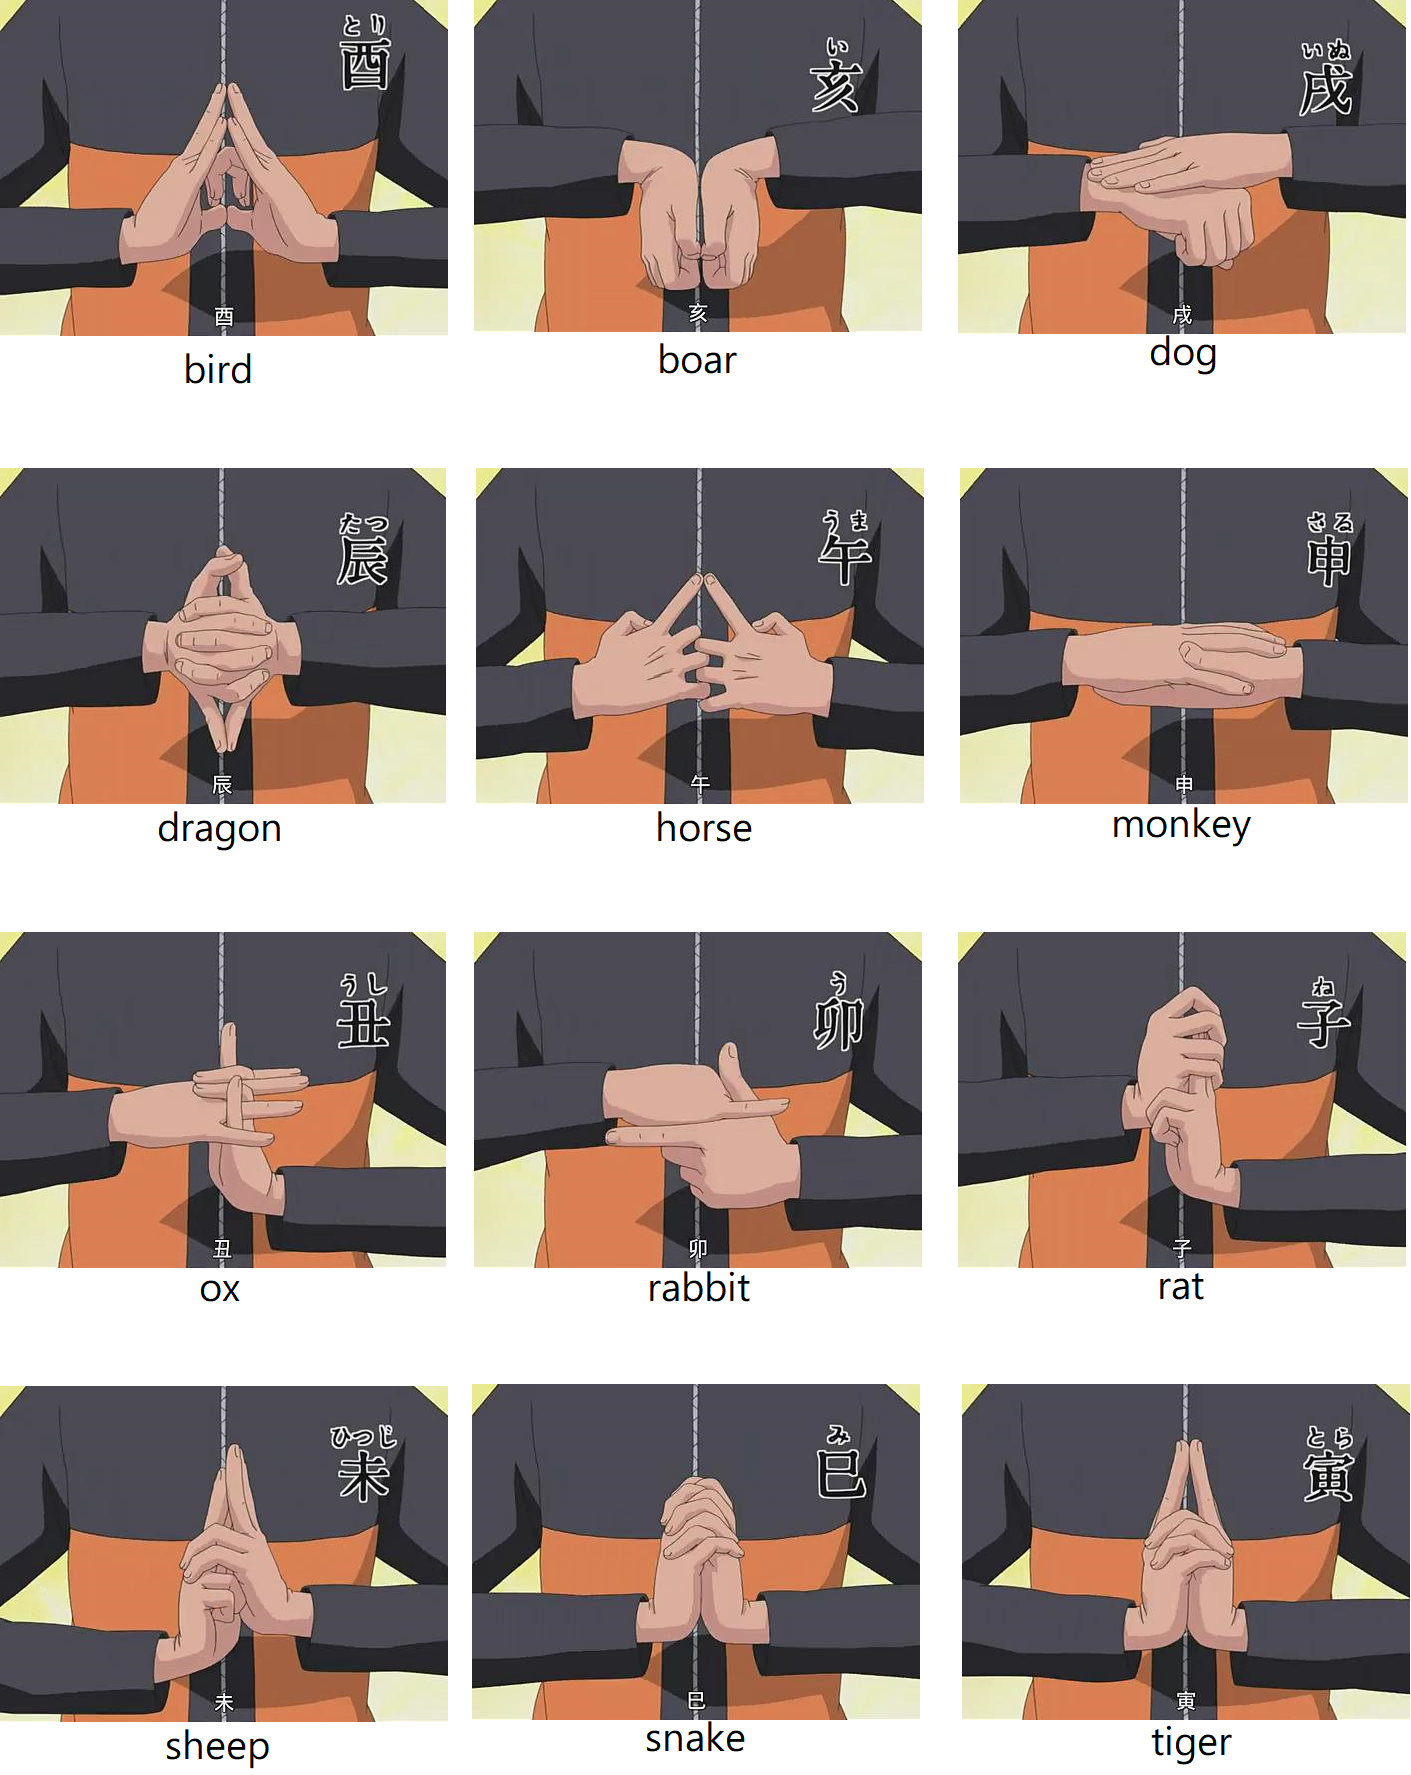 とり
酉
酉
bird
い
亥
亥
boar
いぬ
戌
戌
dog
たつ
辰
辰
dragon
うま
午
午
horse
さる
申
申
monkey
うし
丑
丑
ox
う
卯
卯
rabbit
ね
子
子
rat
ひつじ
未
未
sheep
み
巳
巳
snake
とら
寅
寅
tiger